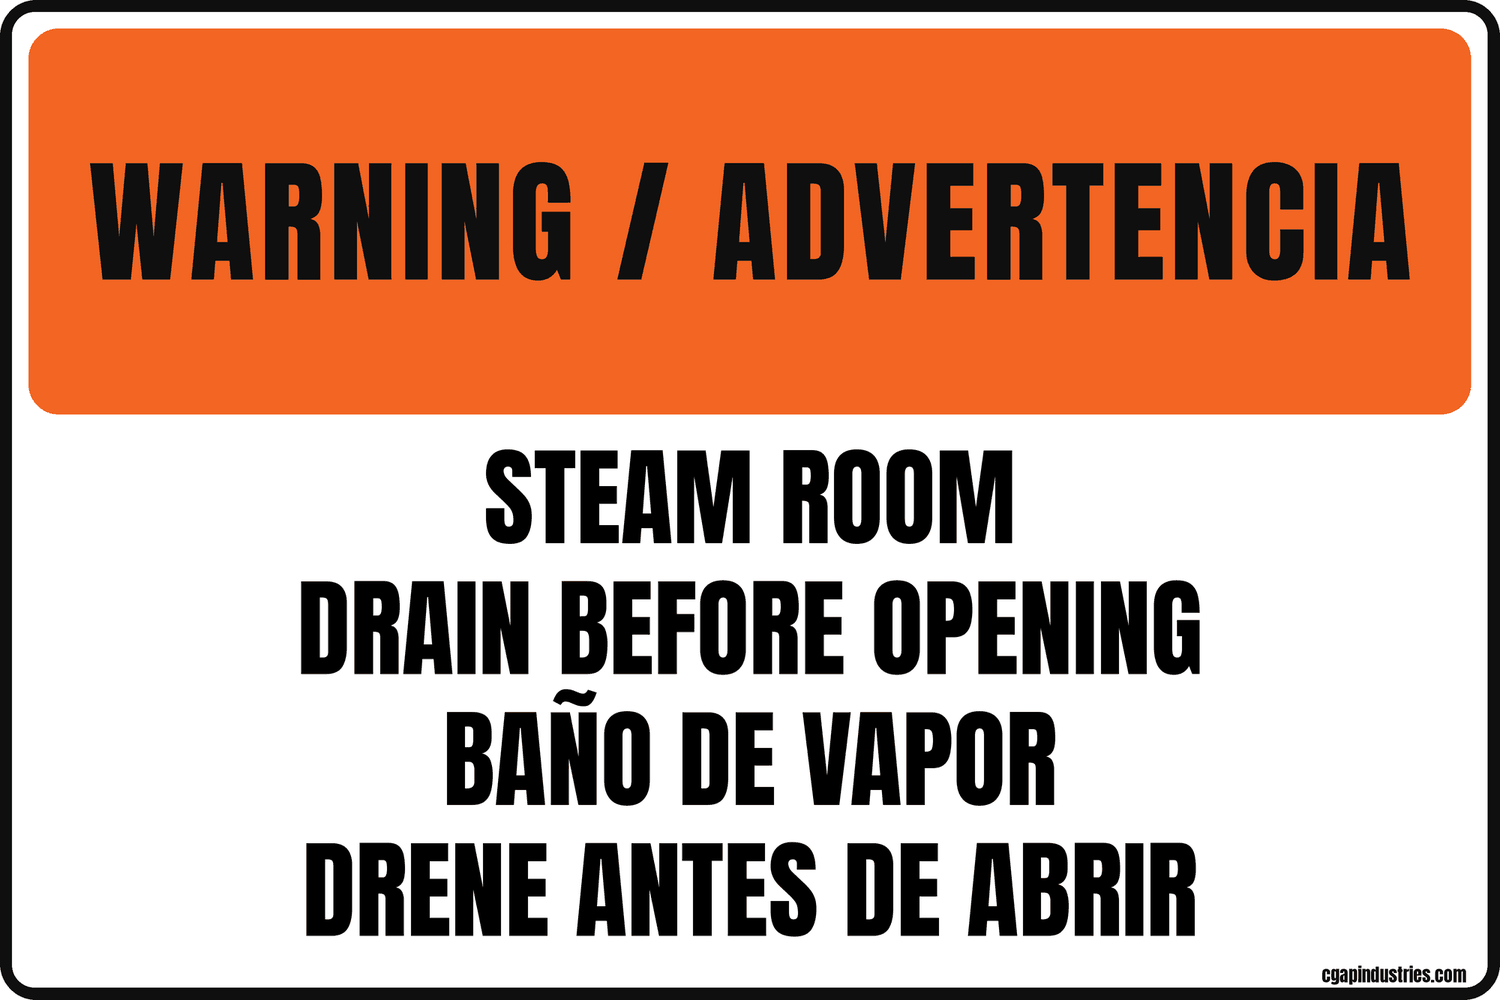 WARNING / ADVERTENCIA
STEAM ROOM
DRAIN BEFORE OPENING
BAÑO DE VAPOR
DRENE ANTES DE ABRIR
cgapindustries.com